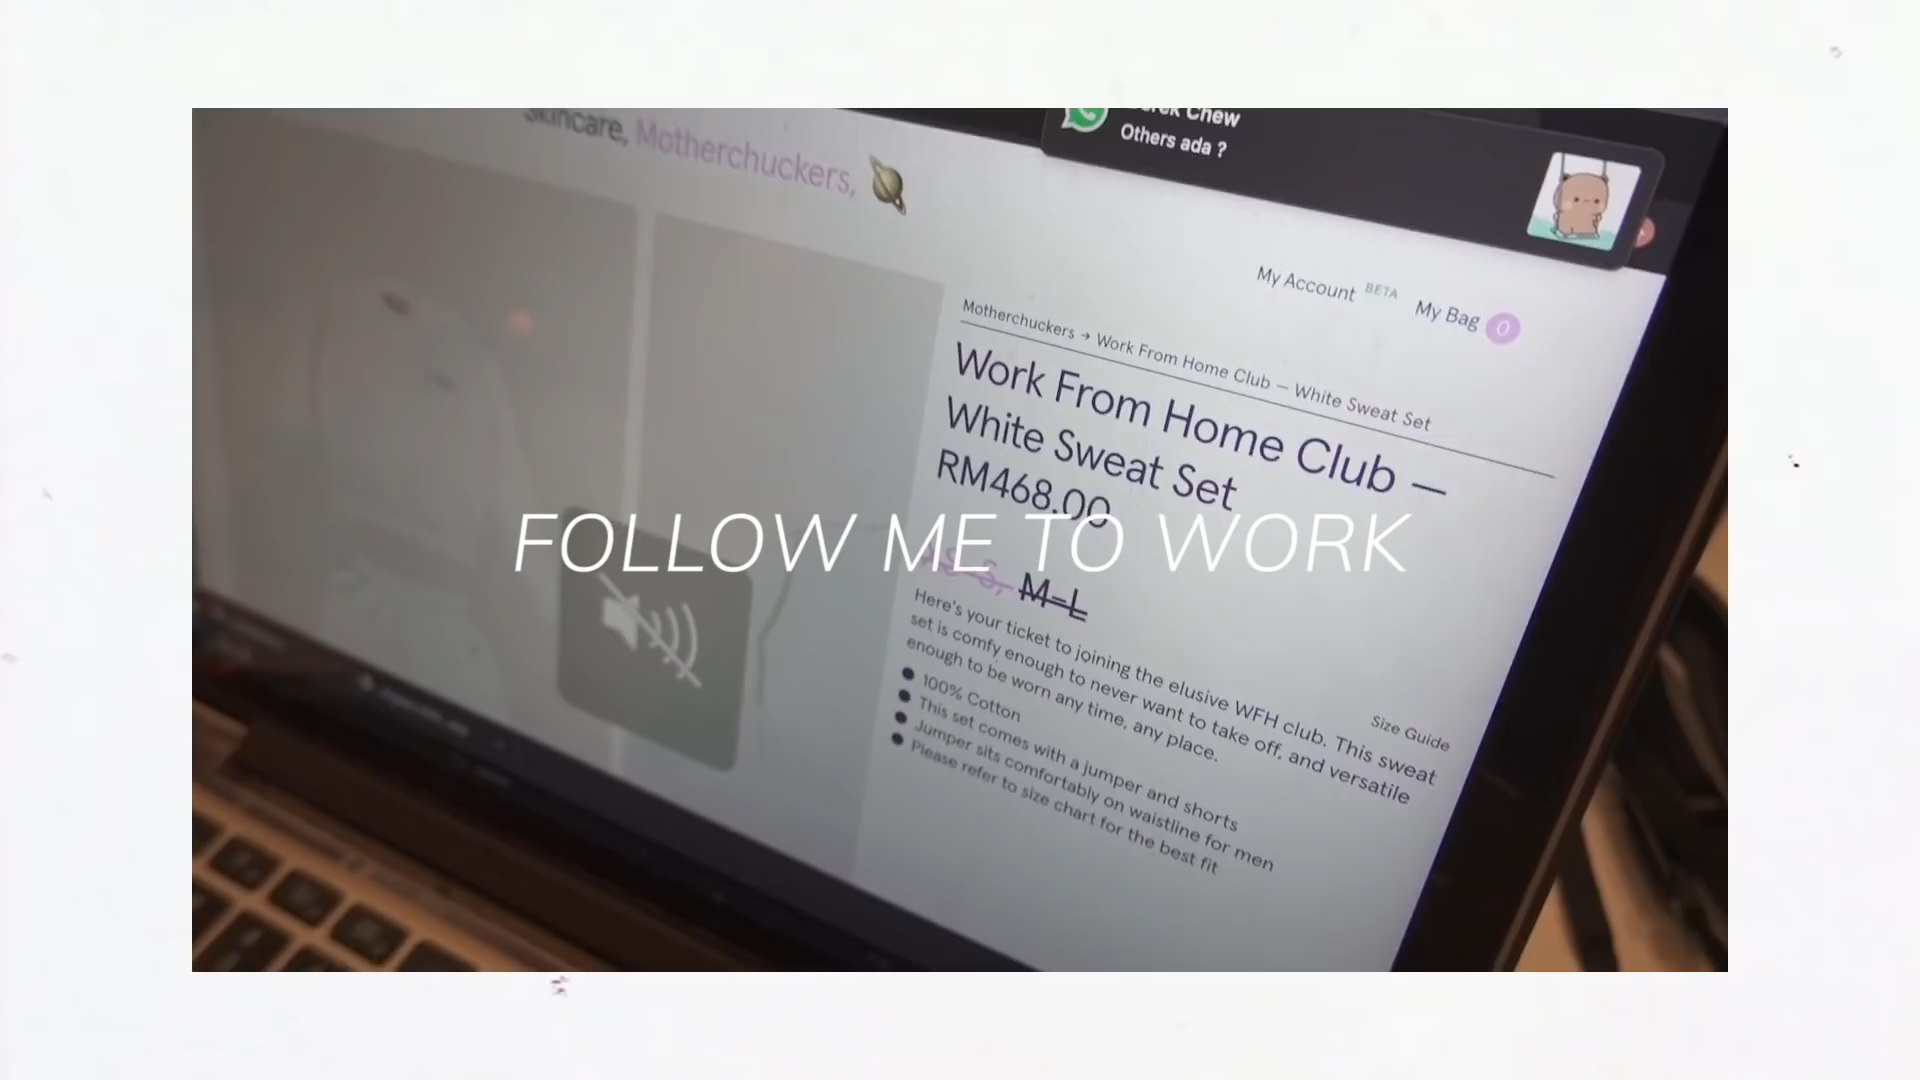 Chew
Others ada ?
Skincare, Motherchuckers,
My Account BETA My Bag 0
Motherchuckers → Work From Home Club — White Sweat Set
Work From Home Club —
White Sweat Set
RM468.00
FOLLOW ME TO WORK
M-L
Size Guide
Here's your ticket to joining the elusive WFH club. This sweat
set is comfy enough to never want to take off, and versatile
enough to be worn any time, any place.
100% Cotton
This set comes with a jumper and shorts
Jumper sits comfortably on waistline for men
Please refer to size chart for the best fit